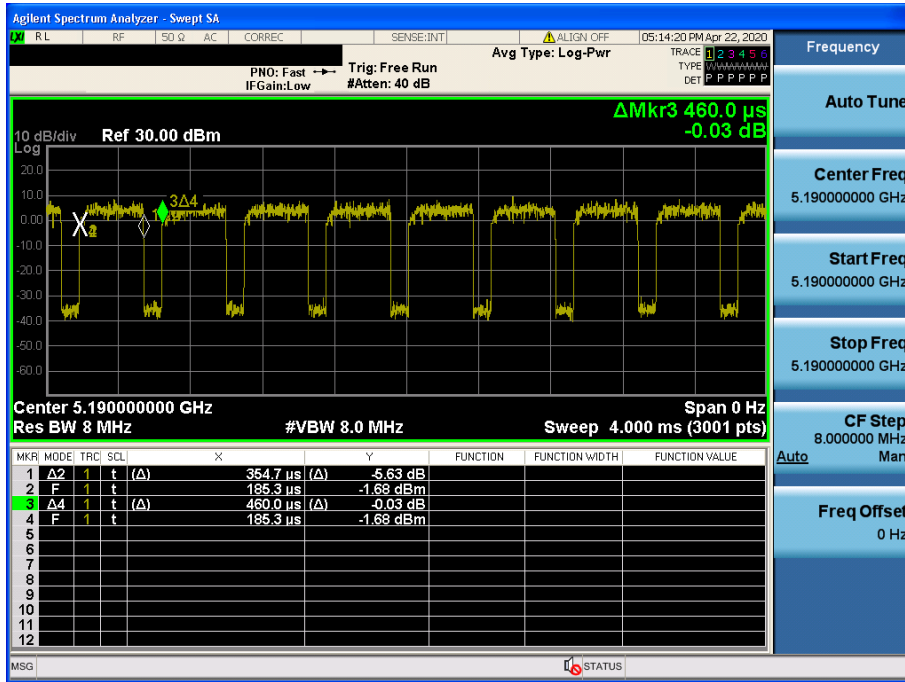 Agilent Spectrum Analyzer - Swept SA
LXI RL RF 50 Ω AC CORREC SENSE:INT ALIGN OFF 05:14:20 PM Apr 22, 2020
Avg Type: Log-Pwr
TRACE 1 2 3 4 5 6
TYPE WWWWWW
DET P P P P P P
PNO: Fast
IFGain:Low
Trig: Free Run
#Atten: 40 dB
ΔMkr3 460.0 µs
-0.03 dB
10 dB/div Ref 30.00 dBm
Log
20.0
10.0
0.00
-10.0
-20.0
-30.0
-40.0
-50.0
-60.0
3Δ4
X
Center 5.190000000 GHz Span 0 Hz
Res BW 8 MHz #VBW 8.0 MHz Sweep 4.000 ms (3001 pts)
MKR MODE TRC SCL X Y FUNCTION FUNCTION WIDTH FUNCTION VALUE
1 Δ2 1 t (Δ) 354.7 µs (Δ) -5.63 dB
2 F 1 t 185.3 µs -1.68 dBm
3 Δ4 1 t (Δ) 460.0 µs (Δ) -0.03 dB
4 F 1 t 185.3 µs -1.68 dBm
5
6
7
8
9
10
11
12
MSG STATUS
Frequency
Auto Tune
Center Freq
5.190000000 GHz
Start Freq
5.190000000 GHz
Stop Freq
5.190000000 GHz
CF Step
8.000000 MHz
Auto Man
Freq Offset
0 Hz